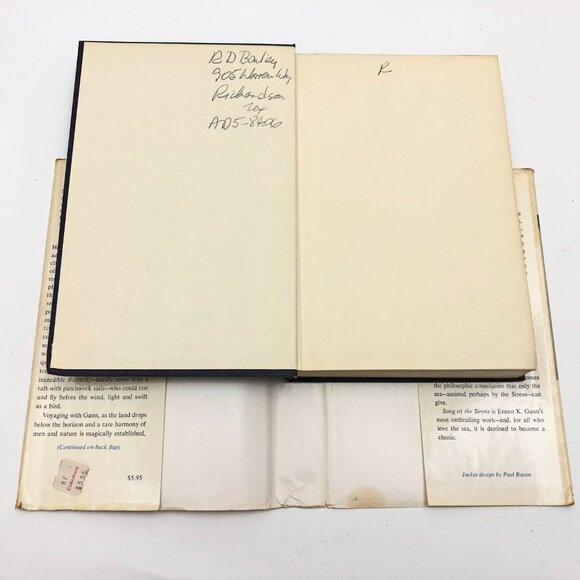 R D Bailey
905 Warren Wy
Richardson
Tex
AD5-8406
R
incredible Butterfly—hardly more than a
raft with patchwork sails—who could rise
and fly before the wind, light and swift
as a bird.
Voyaging with Gann, as the land drops
below the horizon and a rare harmony of
men and nature is magically established,
(Continued on back flap)
$5.95
BT
$5.95
comes
the philosophic consolation that only the
sea—assisted perhaps by the Sirens—can
give.
Song of the Sirens is Ernest K. Gann's
most enthralling work—and, for all who
love the sea, it is destined to become a
classic.
Jacket design by Paul Bacon